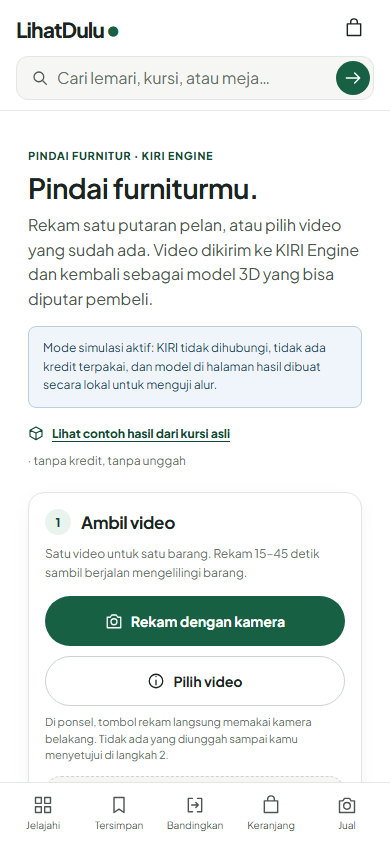 LihatDulu
Cari lemari, kursi, atau meja...
PINDAI FURNITUR · KIRI ENGINE
Pindai furniturmu.
Rekam satu putaran pelan, atau pilih video
yang sudah ada. Video dikirim ke KIRI Engine
dan kembali sebagai model 3D yang bisa
diputar pembeli.
Mode simulasi aktif: KIRI tidak dihubungi, tidak ada
kredit terpakai, dan model di halaman hasil dibuat
secara lokal untuk menguji alur.
Lihat contoh hasil dari kursi asli
· tanpa kredit, tanpa unggah
1 Ambil video
Satu video untuk satu barang. Rekam 15–45 detik
sambil berjalan mengelilingi barang.
Rekam dengan kamera
Pilih video
Di ponsel, tombol rekam langsung memakai kamera
belakang. Tidak ada yang diunggah sampai kamu
menyetujui di langkah 2.
Jelajahi Tersimpan Bandingkan Keranjang Jual